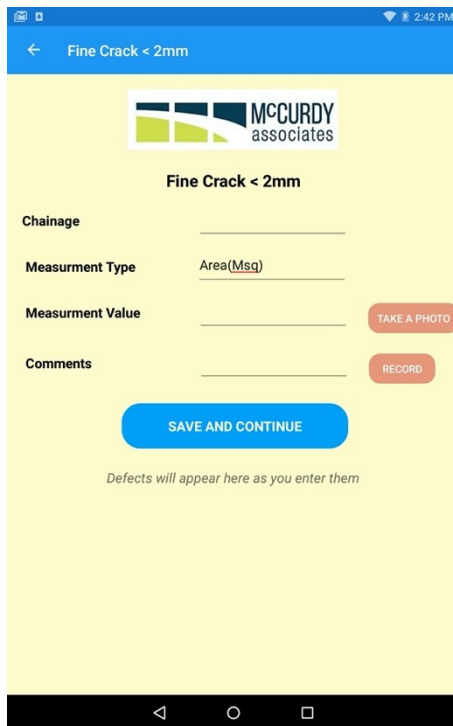 2:42 PM
Fine Crack < 2mm
McCURDY
associates
Fine Crack < 2mm
Chainage
Measurment Type Area(Msq)
Measurment Value
TAKE A PHOTO
Comments
RECORD
SAVE AND CONTINUE
Defects will appear here as you enter them